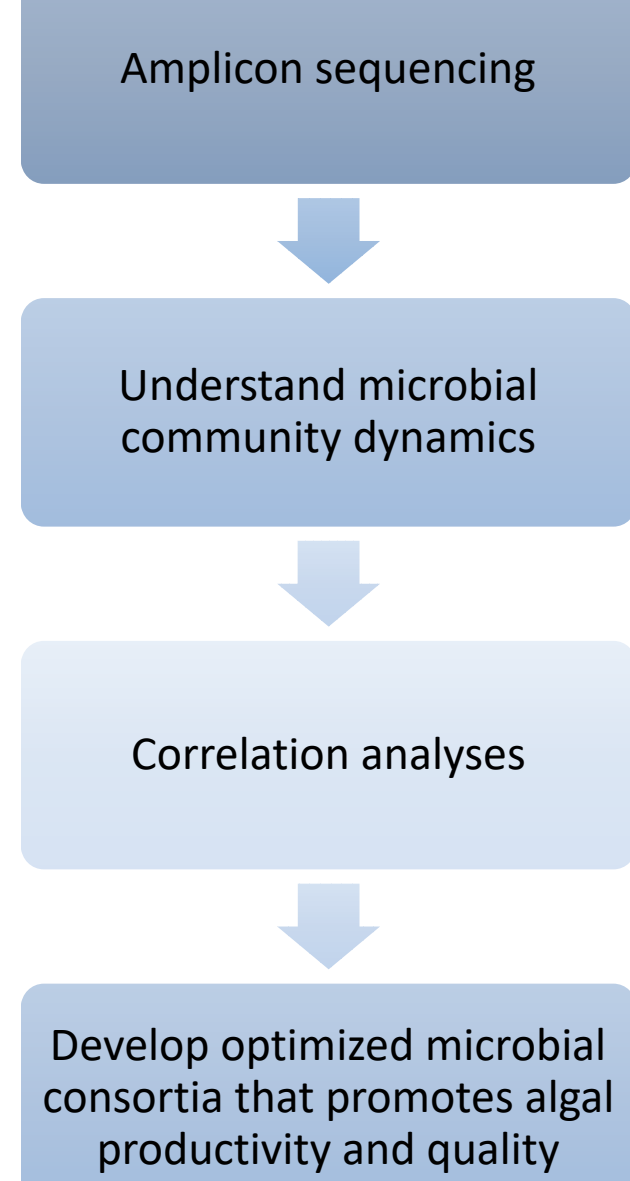 Amplicon sequencing
Understand microbial
community dynamics
Correlation analyses
Develop optimized microbial
consortia that promotes algal
productivity and quality